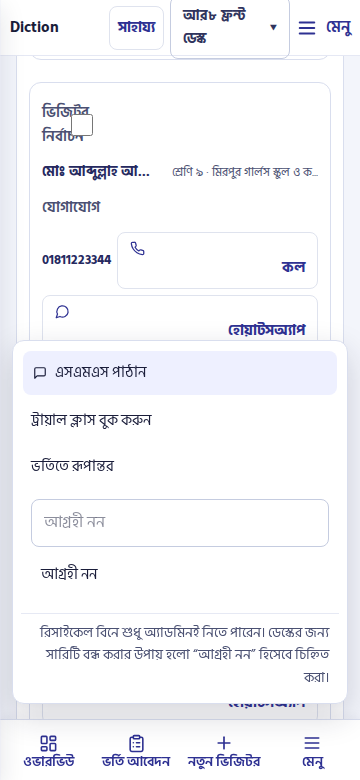 Diction
সাহায্য
আর৮ ফ্রন্ট
ডেস্ক
মেনু
ভিজিটর
নির্বাচন
মোঃ আব্দুল্লাহ আ...
শ্রেণি ৯ · মিরপুর গার্লস স্কুল ও ক...
যোগাযোগ
01811223344
কল
হোয়াটসঅ্যাপ
এসএমএস পাঠান
ট্রায়াল ক্লাস বুক করুন
ভর্তিতে রূপান্তর
আগ্রহী নন
আগ্রহী নন
রিসাইকেল বিনে শুধু অ্যাডমিনই নিতে পারেন। ডেস্কের জন্য
সারিটি বন্ধ করার উপায় হলো “আগ্রহী নন” হিসেবে চিহ্নিত
করা।
হোয়াটসঅ্যাপ
ওভারভিউ
ভর্তি আবেদন
নতুন ভিজিটর
মেনু